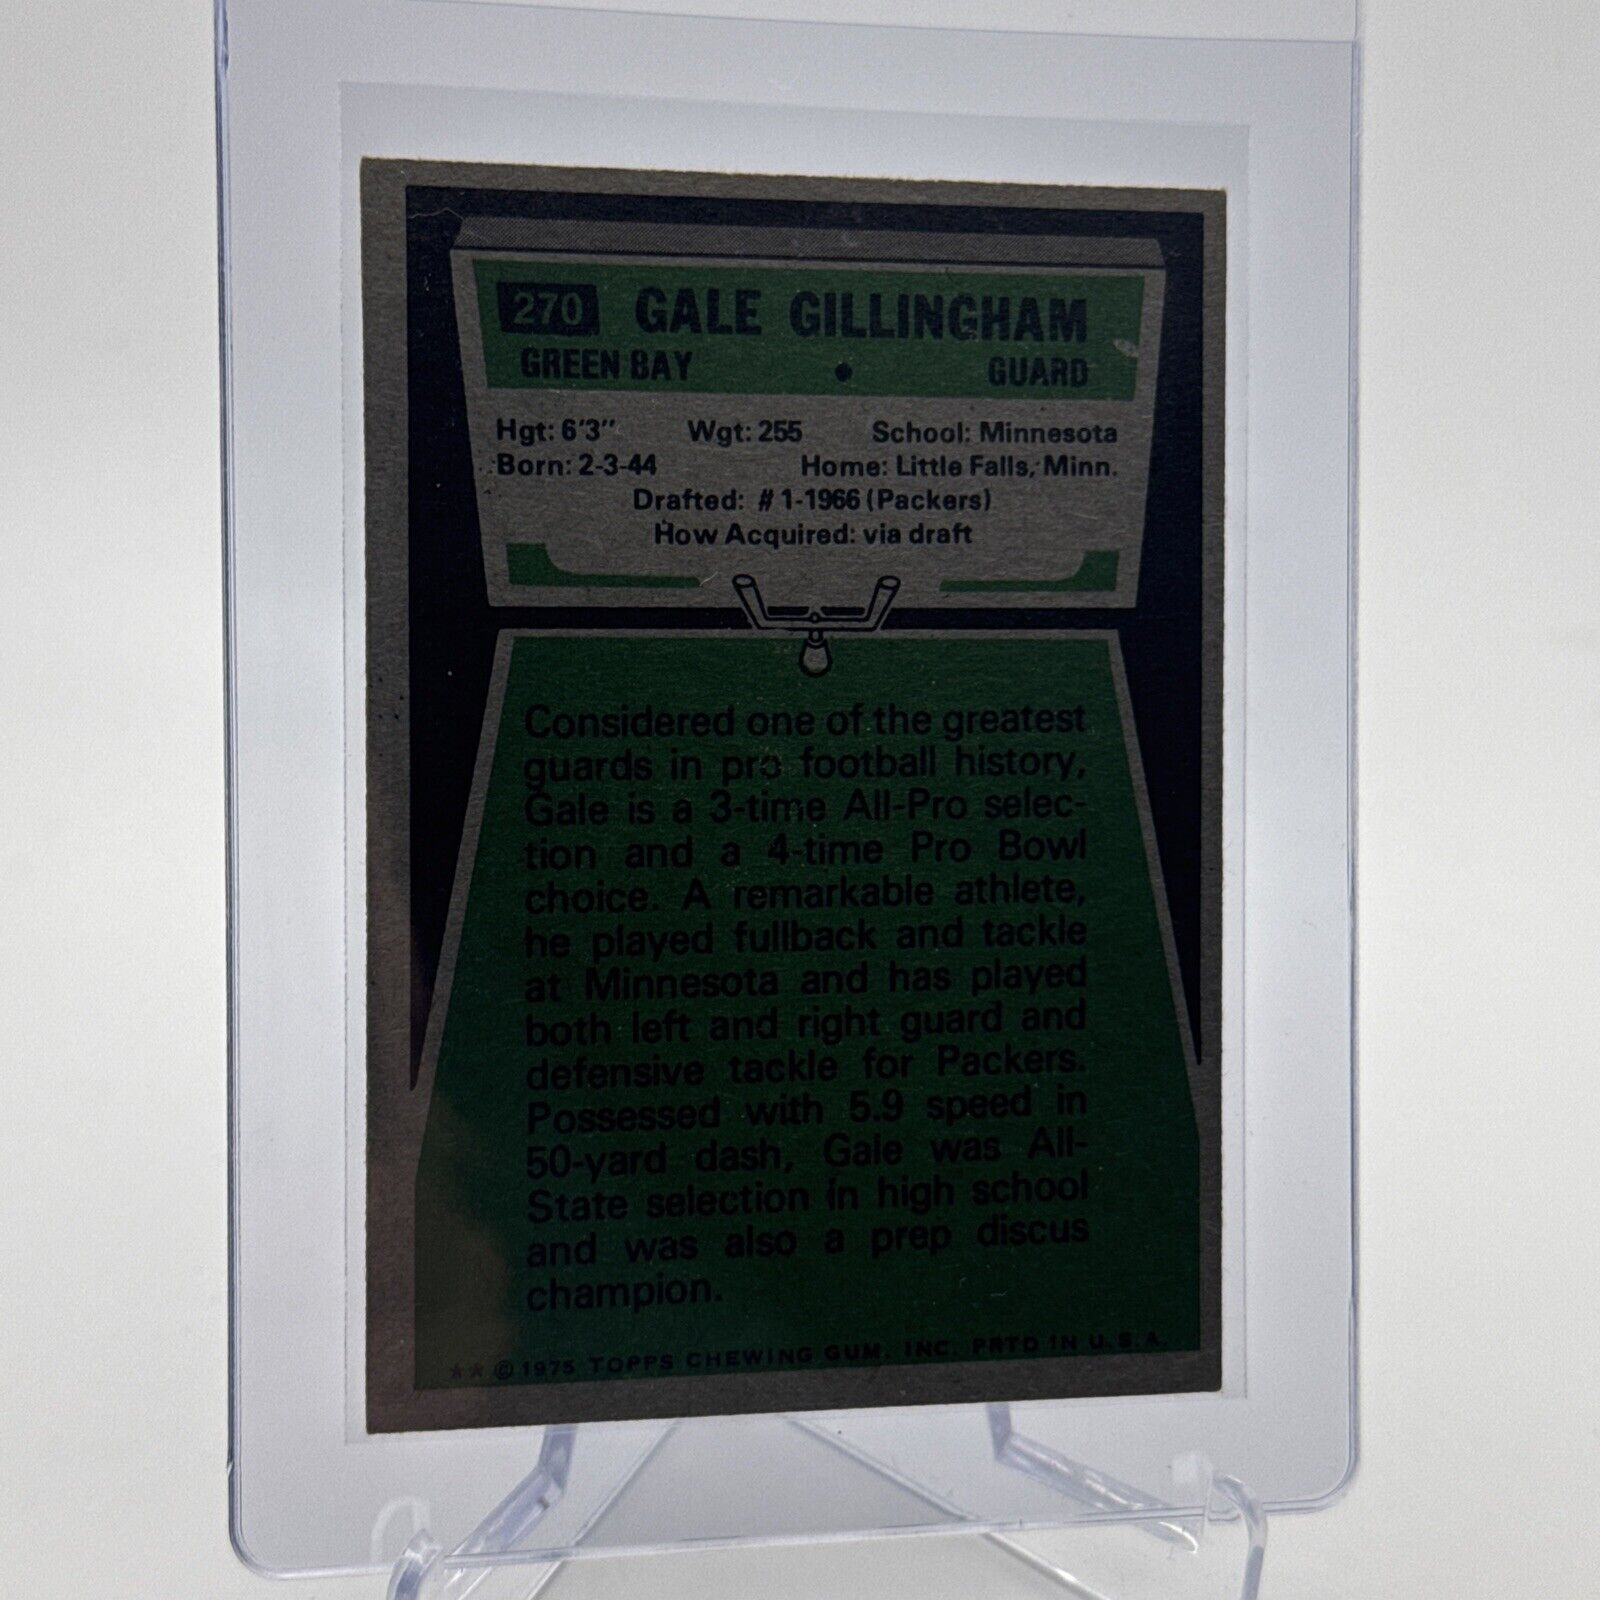 270 GALE GILLINGHAM
GREEN BAY • GUARD
Hgt: 6'3" Wgt: 255 School: Minnesota
Born: 2-3-44 Home: Little Falls, Minn.
Drafted: #1-1966 (Packers)
How Acquired: via draft
Considered one of the greatest
guards in pro football history,
Gale is a 3-time All-Pro selec-
tion and a 4-time Pro Bowl
choice. A remarkable athlete,
he played fullback and tackle
at Minnesota and has played
both left and right guard and
defensive tackle for Packers.
Possessed with 5.9 speed in
50-yard dash, Gale was All-
State selection in high school
and was also a prep discus
champion.
★★ © 1975 TOPPS CHEWING GUM, INC. PRTD IN U.S.A.